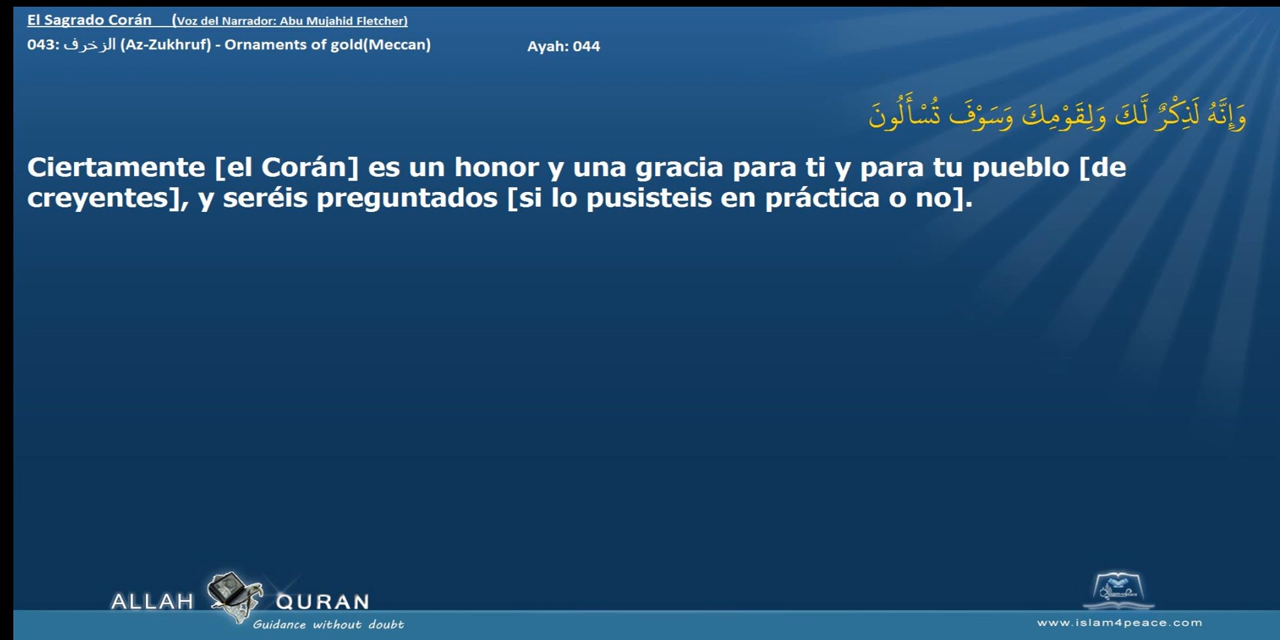 El Sagrado Corán (Voz del Narrador: Abu Mujahid Fletcher)
043: الزخرف (Az-Zukhruf) - Ornaments of gold(Meccan) Ayah: 044
وَإِنَّهُ لَذِكْرٌ لَّكَ وَلِقَوْمِكَ وَسَوْفَ تُسْأَلُونَ
Ciertamente [el Corán] es un honor y una gracia para ti y para tu pueblo [de
creyentes], y seréis preguntados [si lo pusisteis en práctica o no].
ALLAH QURAN
Guidance without doubt
www.islam4peace.com